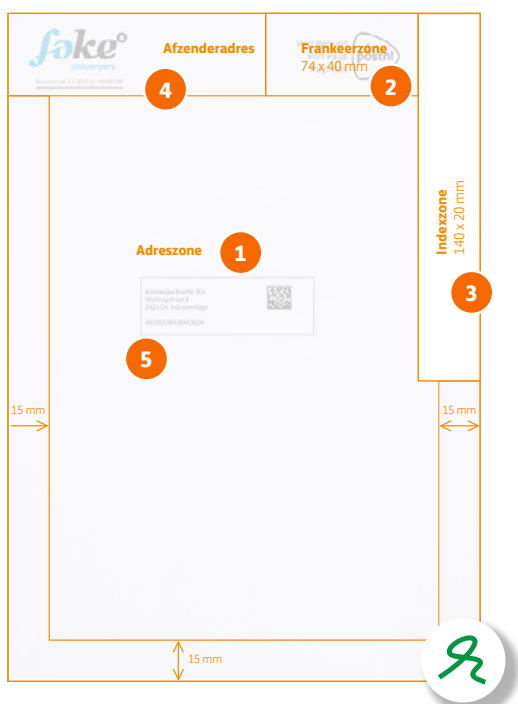 fake
ontwerpers
Afzenderadres
Frankeerzone
74 x 40 mm
postnl
4
2
Indexzone
140 x 20 mm
3
Adreszone
1
5
15 mm
15 mm
15 mm